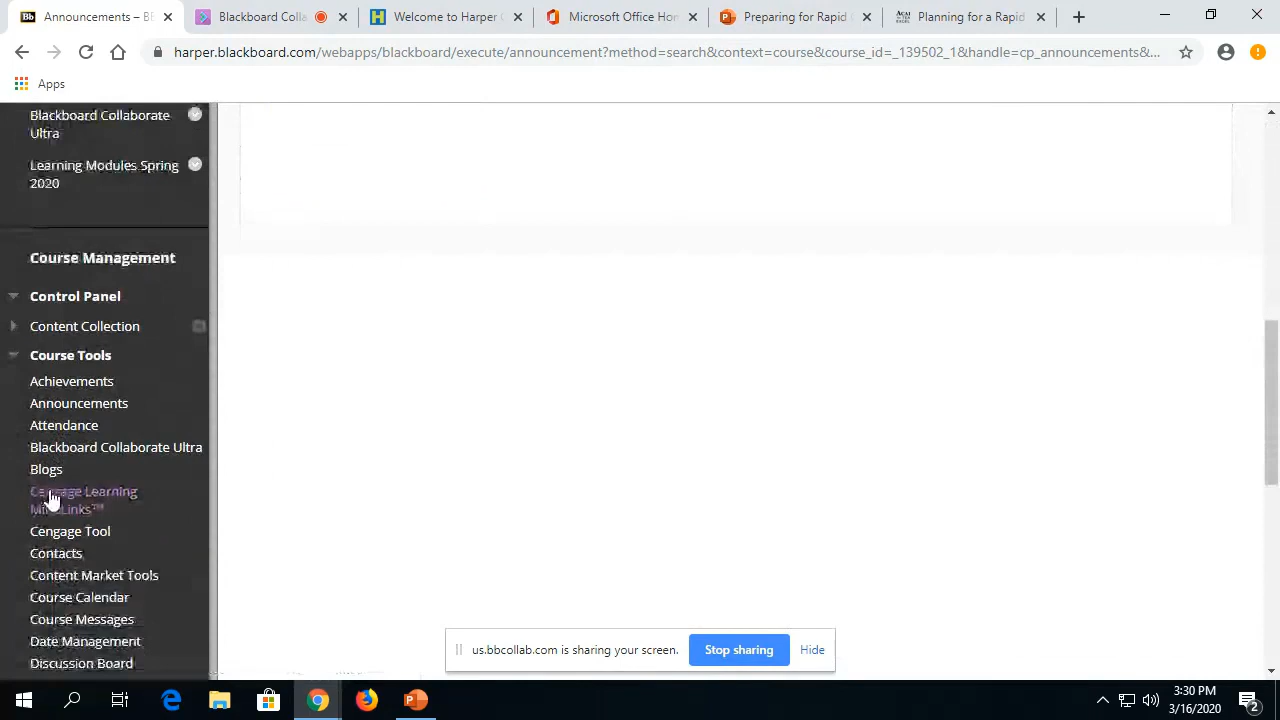 Announcements – BB
Blackboard Colla
Welcome to Harper C
Microsoft Office Hom
Preparing for Rapid
Planning for a Rapid
harper.blackboard.com/webapps/blackboard/execute/announcement?method=search&context=course&course_id=_139502_1&handle=cp_announcements&...
Apps
Blackboard Collaborate
Ultra
Learning Modules Spring
2020
Course Management
Control Panel
Content Collection
Course Tools
Achievements
Announcements
Attendance
Blackboard Collaborate Ultra
Blogs
Cengage Learning
MindLinks™
Cengage Tool
Contacts
Content Market Tools
Course Calendar
Course Messages
Date Management
Discussion Board
us.bbcollab.com is sharing your screen.
Stop sharing
Hide
3:30 PM
3/16/2020
2